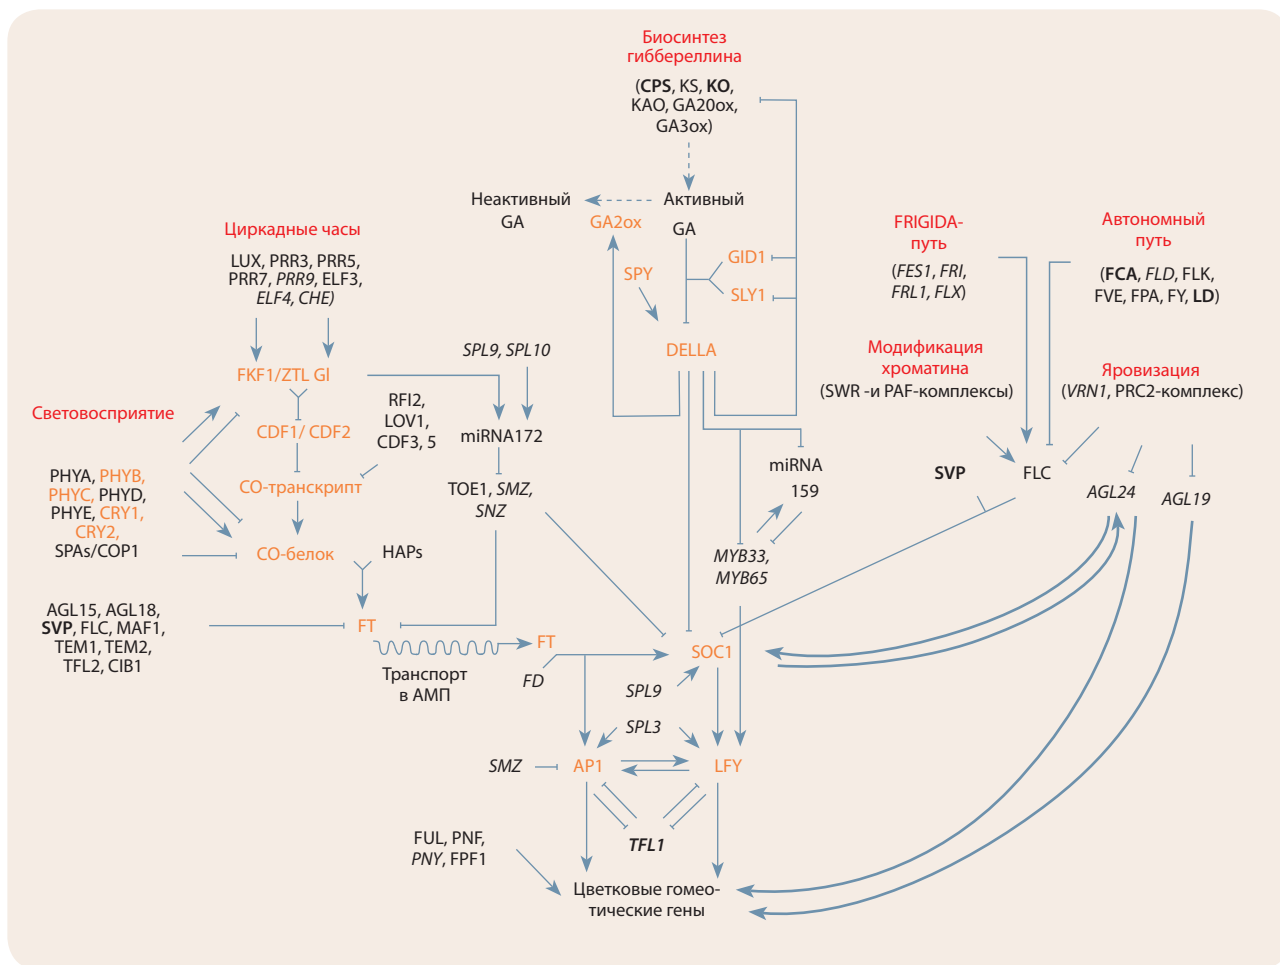 Биосинтез
гиббереллина
(CPS, KS, KO,
KAO, GA20ox,
GA3ox)
Неактивный
GA
GA2ox
Активный
GA
SPY
GID1
SLY1
DELLA
Циркадные часы
LUX, PRR3, PRR5,
PRR7, PRR9, ELF3,
ELF4, CHE)
FKF1/ZTL GI
CDF1/ CDF2
CO-транскрипт
CO-белок
RFI2,
LOV1,
CDF3, 5
HAPs
Световосприятие
PHYA, PHYB,
PHYC, PHYD,
PHYE, CRY1,
CRY2,
SPAs/COP1
AGL15, AGL18,
SVP, FLC, MAF1,
TEM1, TEM2,
TFL2, CIB1
FT
Транспорт
в АМП
FT
FD
SPL9, SPL10
miRNA172
TOE1, SMZ,
SNZ
miRNA
159
MYB33,
MYB65
FRIGIDA-
путь
(FES1, FRI,
FRL1, FLX)
Автономный
путь
(FCA, FLD, FLK,
FVE, FPA, FY, LD)
Модификация
хроматина
(SWR -и PAF-комплексы)
Яровизация
(VRN1, PRC2-комплекс)
SVP
FLC
AGL24
AGL19
SOC1
SPL9
SPL3
SMZ
AP1
LFY
TFL1
FUL, PNF,
PNY, FPF1
Цветковые гомео-
тические гены